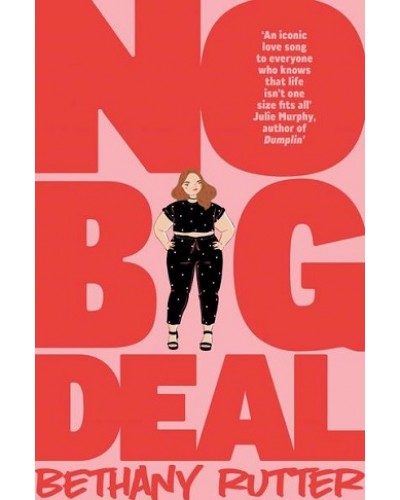 NO
'An iconic
love song
to everyone
who knows
that life
isn't one
size fits all'
Julie Murphy,
author of
Dumplin'
BIG
DEAL
BETHANY RUTTER